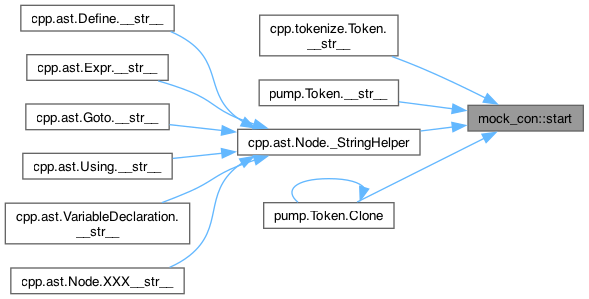 cpp.ast.Define.__str__
cpp.ast.Expr.__str__
cpp.ast.Goto.__str__
cpp.ast.Using.__str__
cpp.ast.VariableDeclaration.
__str__
cpp.ast.Node.XXX__str__
cpp.tokenize.Token.
__str__
pump.Token.__str__
cpp.ast.Node._StringHelper
pump.Token.Clone
mock_con::start